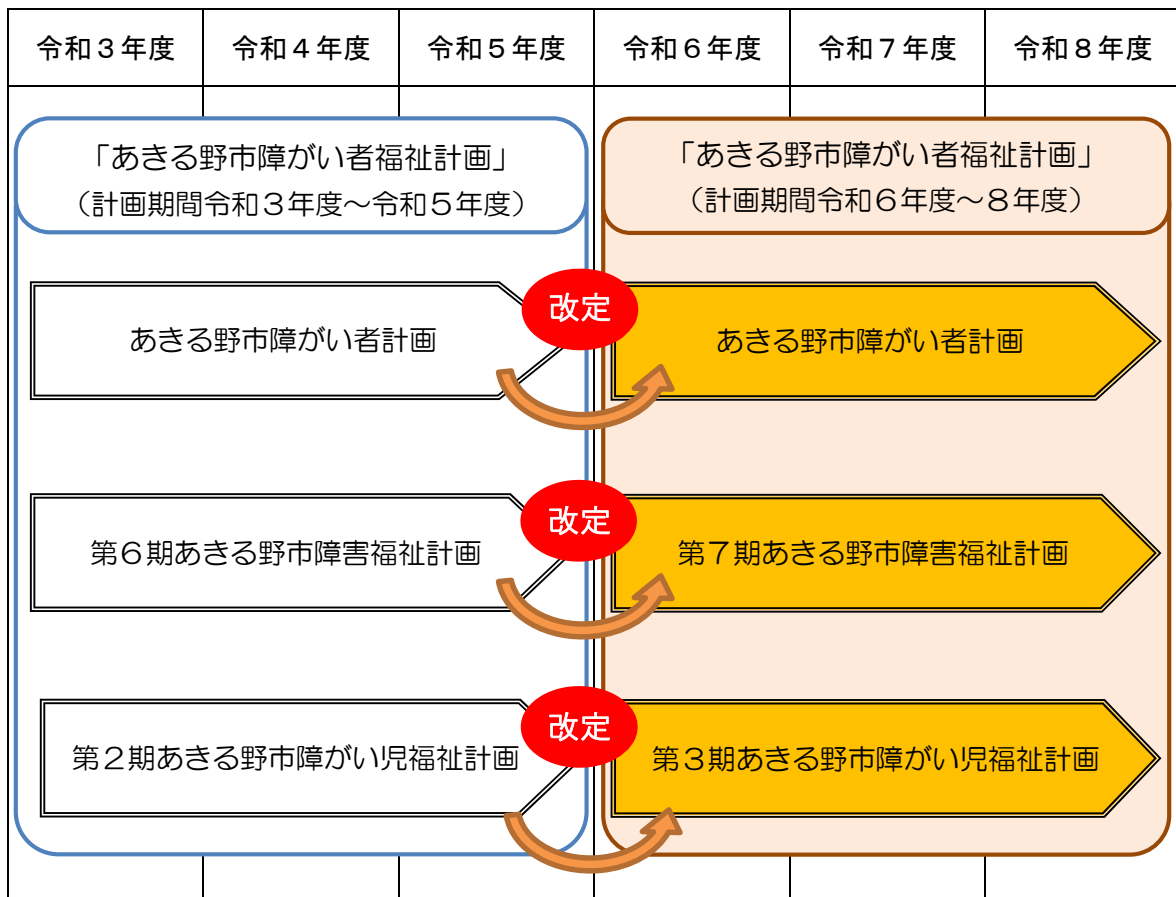 令和３年度
令和４年度
令和５年度
令和６年度
令和７年度
令和８年度
「あきる野市障がい者福祉計画」
（計画期間令和３年度～令和５年度）
「あきる野市障がい者福祉計画」
（計画期間令和６年度～８年度）
あきる野市障がい者計画
改定
あきる野市障がい者計画
第６期あきる野市障害福祉計画
改定
第７期あきる野市障害福祉計画
第２期あきる野市障がい児福祉計画
改定
第３期あきる野市障がい児福祉計画